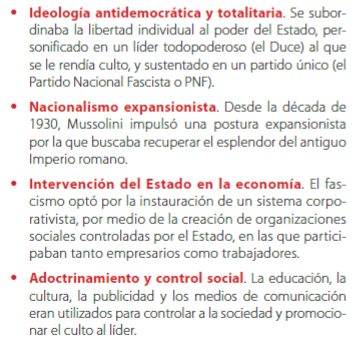 • Ideología antidemocrática y totalitaria. Se subor-
dinaba la libertad individual al poder del Estado, per-
sonificado en un líder todopoderoso (el Duce) al que
se le rendía culto, y sustentado en un partido único (el
Partido Nacional Fascista o PNF).
• Nacionalismo expansionista. Desde la década de
1930, Mussolini impulsó una postura expansionista
por la que buscaba recuperar el esplendor del antiguo
Imperio romano.
• Intervención del Estado en la economía. El fas-
cismo optó por la instauración de un sistema corpo-
rativista, por medio de la creación de organizaciones
sociales controladas por el Estado, en las que partici-
paban tanto empresarios como trabajadores.
• Adoctrinamiento y control social. La educación, la
cultura, la publicidad y los medios de comunicación
eran utilizados para controlar a la sociedad y promocio-
nar el culto al líder.